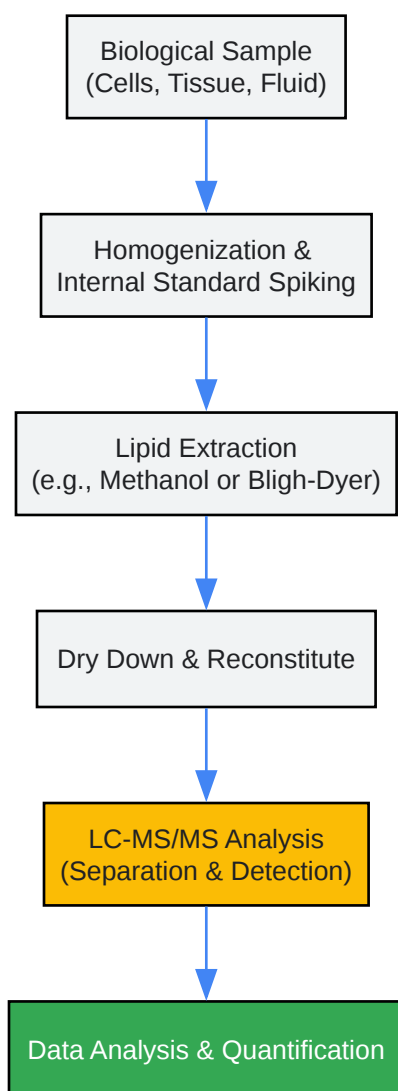 Biological Sample
(Cells, Tissue, Fluid)
Homogenization &
Internal Standard Spiking
Lipid Extraction
(e.g., Methanol or Bligh-Dyer)
Dry Down & Reconstitute
LC-MS/MS Analysis
(Separation & Detection)
Data Analysis & Quantification